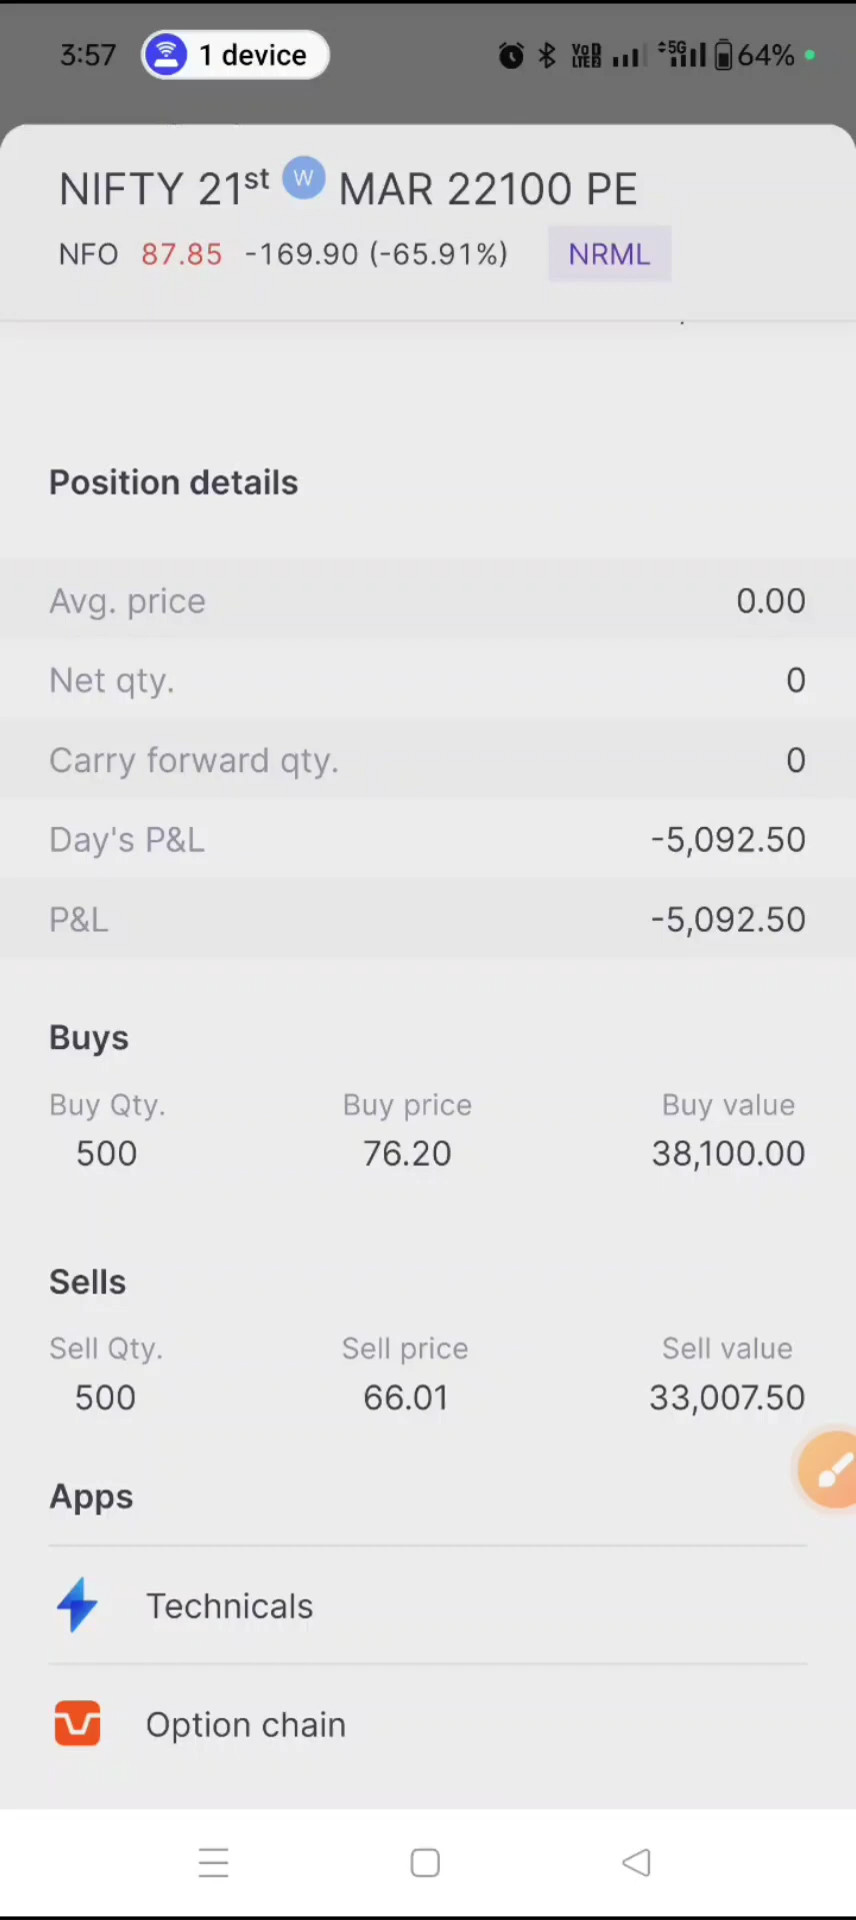 3:57 1 device VoD LTE2 5G 64%
NIFTY 21st W MAR 22100 PE
NFO 87.85 -169.90 (-65.91%) NRML
Position details
Avg. price 0.00
Net qty. 0
Carry forward qty. 0
Day's P&L -5,092.50
P&L -5,092.50
Buys
Buy Qty. Buy price Buy value
500 76.20 38,100.00
Sells
Sell Qty. Sell price Sell value
500 66.01 33,007.50
Apps
Technicals
Option chain